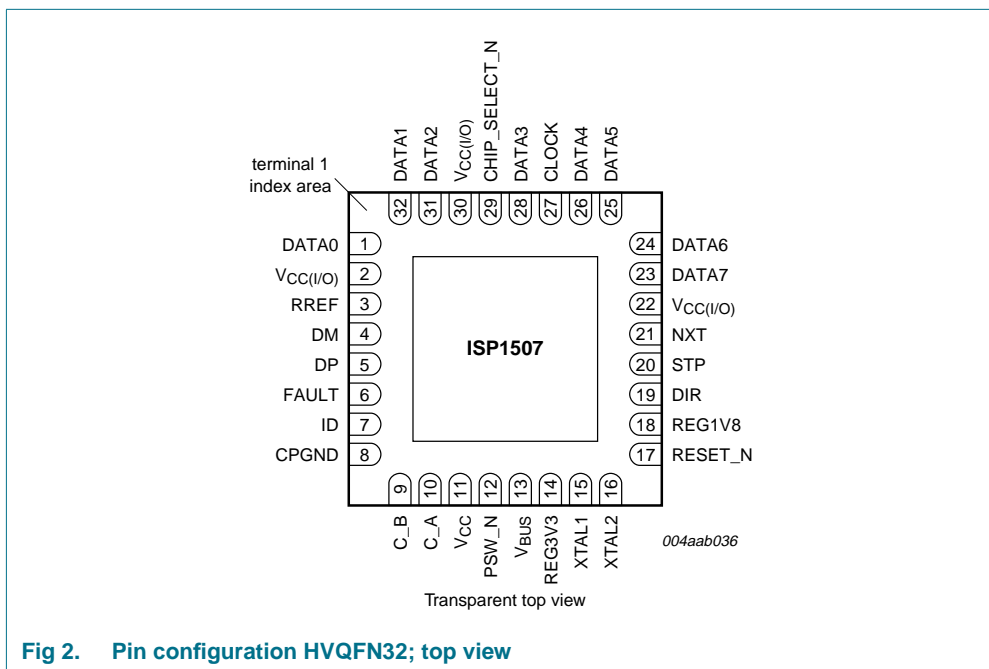 DATA1
DATA2
VCC(I/O)
CHIP_SELECT_N
DATA3
CLOCK
DATA4
DATA5
terminal 1
index area
32
31
30
29
28
27
26
25
DATA0 1
VCC(I/O) 2
RREF 3
DM 4
DP 5
FAULT 6
ID 7
CPGND 8
ISP1507
24 DATA6
23 DATA7
22 VCC(I/O)
21 NXT
20 STP
19 DIR
18 REG1V8
17 RESET_N
9
10
11
12
13
14
15
16
C_B
C_A
VCC
PSW_N
VBUS
REG3V3
XTAL1
XTAL2
004aab036
Transparent top view
Fig 2. Pin configuration HVQFN32; top view